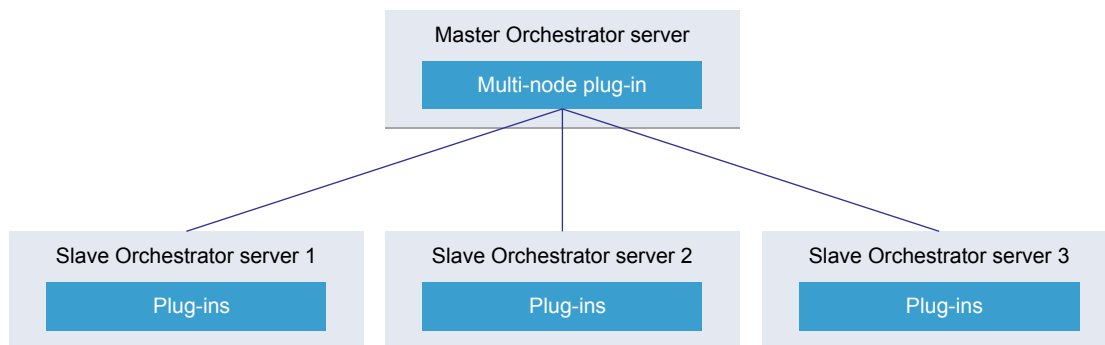 Master Orchestrator server
Multi-node plug-in
Slave Orchestrator server 1
Plug-ins
Slave Orchestrator server 2
Plug-ins
Slave Orchestrator server 3
Plug-ins